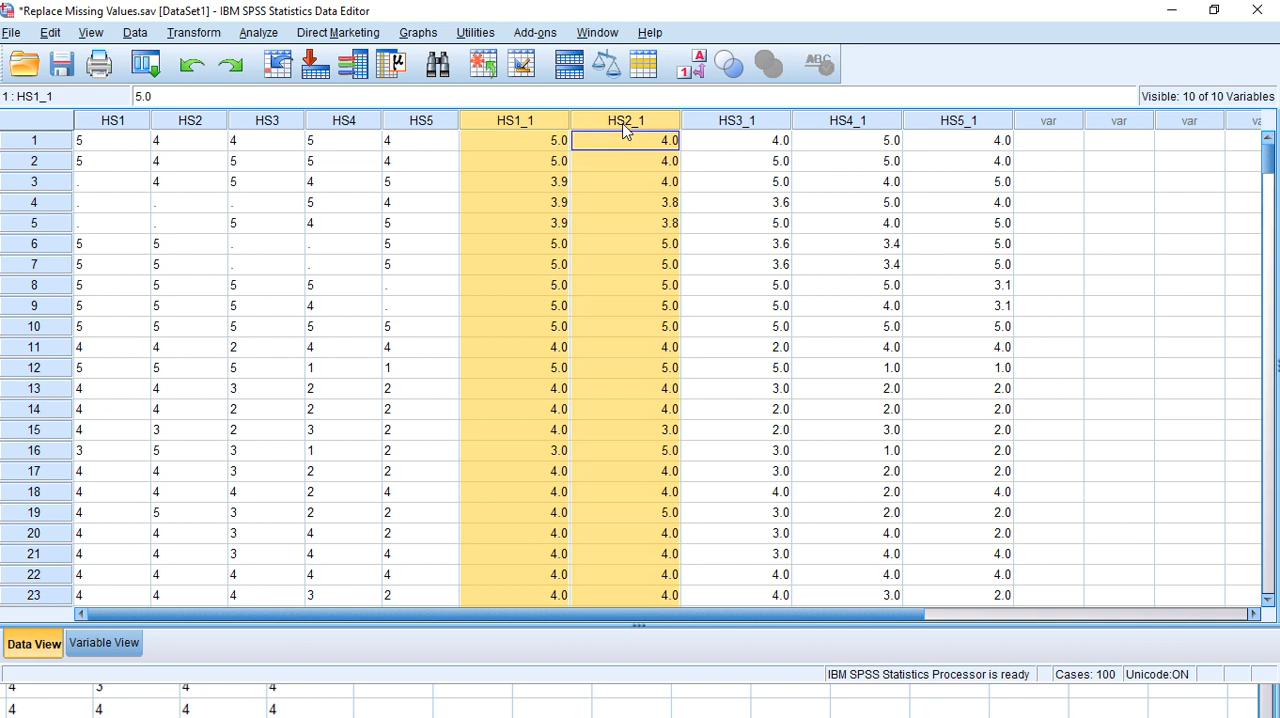 *Replace Missing Values.sav [DataSet1] - IBM SPSS Statistics Data Editor
File Edit View Data Transform Analyze Direct Marketing Graphs Utilities Add-ons Window Help
1 A ABC
1 : HS1_1 5.0 Visible: 10 of 10 Variables
HS1 HS2 HS3 HS4 HS5 HS1_1 HS2_1 HS3_1 HS4_1 HS5_1 var var var va
1 5 4 4 5 4 5.0 4.0 4.0 5.0 4.0
2 5 4 5 5 4 5.0 4.0 5.0 5.0 4.0
3 . 4 5 4 5 3.9 4.0 5.0 4.0 5.0
4 . . . 5 4 3.9 3.8 3.6 5.0 4.0
5 . . 5 4 5 3.9 3.8 5.0 4.0 5.0
6 5 5 . . 5 5.0 5.0 3.6 3.4 5.0
7 5 5 . . 5 5.0 5.0 3.6 3.4 5.0
8 5 5 5 5 . 5.0 5.0 5.0 5.0 3.1
9 5 5 5 4 . 5.0 5.0 5.0 4.0 3.1
10 5 5 5 5 5 5.0 5.0 5.0 5.0 5.0
11 4 4 2 4 4 4.0 4.0 2.0 4.0 4.0
12 5 5 5 1 1 5.0 5.0 5.0 1.0 1.0
13 4 4 3 2 2 4.0 4.0 3.0 2.0 2.0
14 4 4 2 2 2 4.0 4.0 2.0 2.0 2.0
15 4 3 2 3 2 4.0 3.0 2.0 3.0 2.0
16 3 5 3 1 2 3.0 5.0 3.0 1.0 2.0
17 4 4 3 2 2 4.0 4.0 3.0 2.0 2.0
18 4 4 4 2 4 4.0 4.0 4.0 2.0 4.0
19 4 5 3 2 2 4.0 5.0 3.0 2.0 2.0
20 4 4 3 4 2 4.0 4.0 3.0 4.0 2.0
21 4 4 3 4 4 4.0 4.0 3.0 4.0 4.0
22 4 4 4 4 4 4.0 4.0 4.0 4.0 4.0
23 4 4 4 3 2 4.0 4.0 4.0 3.0 2.0
Data View Variable View
IBM SPSS Statistics Processor is ready Cases: 100 Unicode:ON
4 3 4 4
4 4 4 4